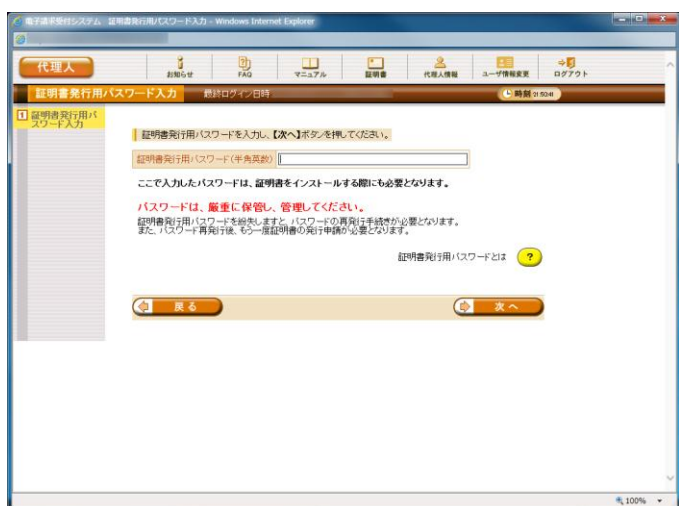 電子請求受付システム 証明書発行用パスワード入力 - Windows Internet Explorer
代理人
お知らせ
FAQ
マニュアル
証明書
代理人情報
ユーザ情報変更
ログアウト
証明書発行用パスワード入力 最終ログイン日時 時刻
1 証明書発行用パ
スワード入力
証明書発行用パスワードを入力し、【次へ】ボタンを押してください。
証明書発行用パスワード(半角英数)
ここで入力したパスワードは、証明書をインストールする際にも必要となります。
パスワードは、厳重に保管し、管理してください。
証明書発行用パスワードを紛失しますと、パスワードの再発行手続きが必要となります。
また、パスワード再発行後、もう一度証明書の発行申請が必要となります。
証明書発行用パスワードとは ?
戻る
次へ
100%